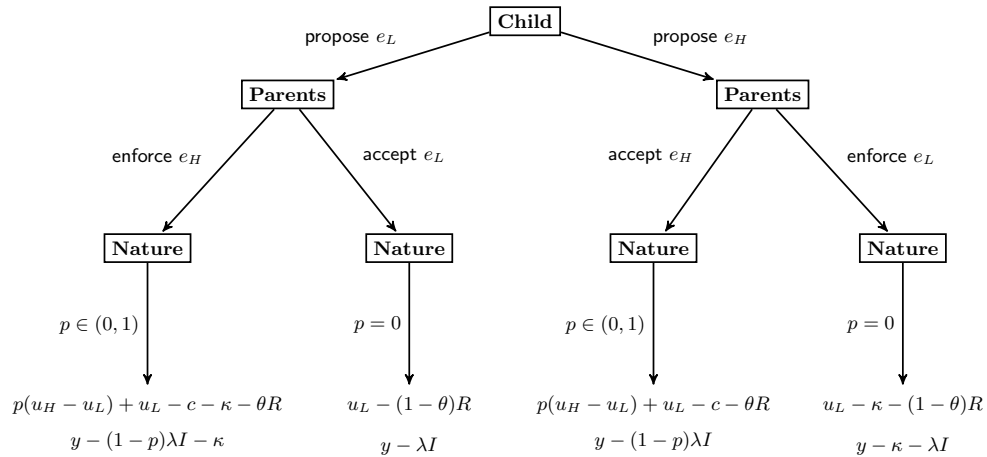 Child
propose e_L propose e_H
Parents Parents
enforce e_H accept e_L accept e_H enforce e_L
Nature Nature Nature Nature
p ∈ (0, 1) p = 0 p ∈ (0, 1) p = 0
p(u_H − u_L) + u_L − c − κ − θR u_L − (1 − θ)R p(u_H − u_L) + u_L − c − θR u_L − κ − (1 − θ)R
y − (1 − p)λI − κ y − λI y − (1 − p)λI y − κ − λI